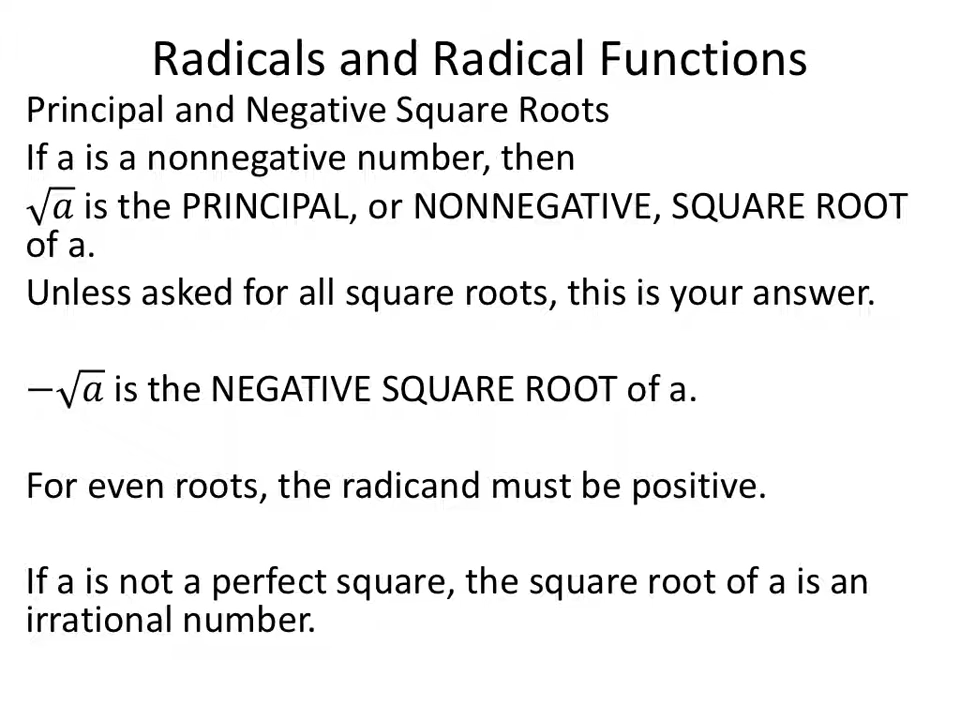 Radicals and Radical Functions
Principal and Negative Square Roots
If a is a nonnegative number, then
√a is the PRINCIPAL, or NONNEGATIVE, SQUARE ROOT
of a.
Unless asked for all square roots, this is your answer.
−√a is the NEGATIVE SQUARE ROOT of a.
For even roots, the radicand must be positive.
If a is not a perfect square, the square root of a is an
irrational number.